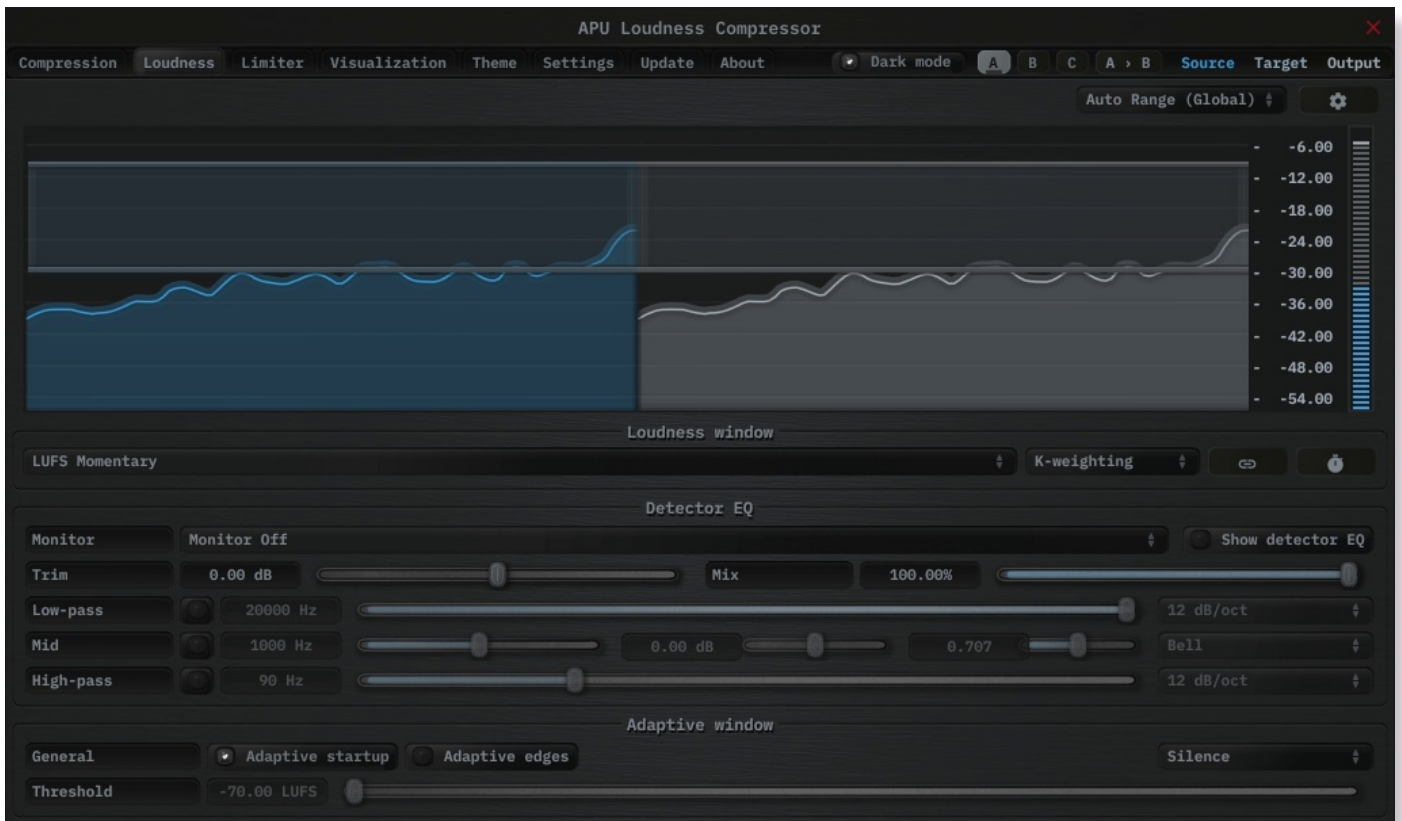 APU Loudness Compressor
Compression Loudness Limiter Visualization Theme Settings Update About Dark mode A B C A › B Source Target Output
Auto Range (Global)
- -6.00
- -12.00
- -18.00
- -24.00
- -30.00
- -36.00
- -42.00
- -48.00
- -54.00
Loudness window
LUFS Momentary K-weighting
Detector EQ
Monitor Monitor Off Show detector EQ
Trim 0.00 dB Mix 100.00%
Low-pass 20000 Hz 12 dB/oct
Mid 1000 Hz 0.00 dB 0.707 Bell
High-pass 90 Hz 12 dB/oct
Adaptive window
General Adaptive startup Adaptive edges Silence
Threshold -70.00 LUFS